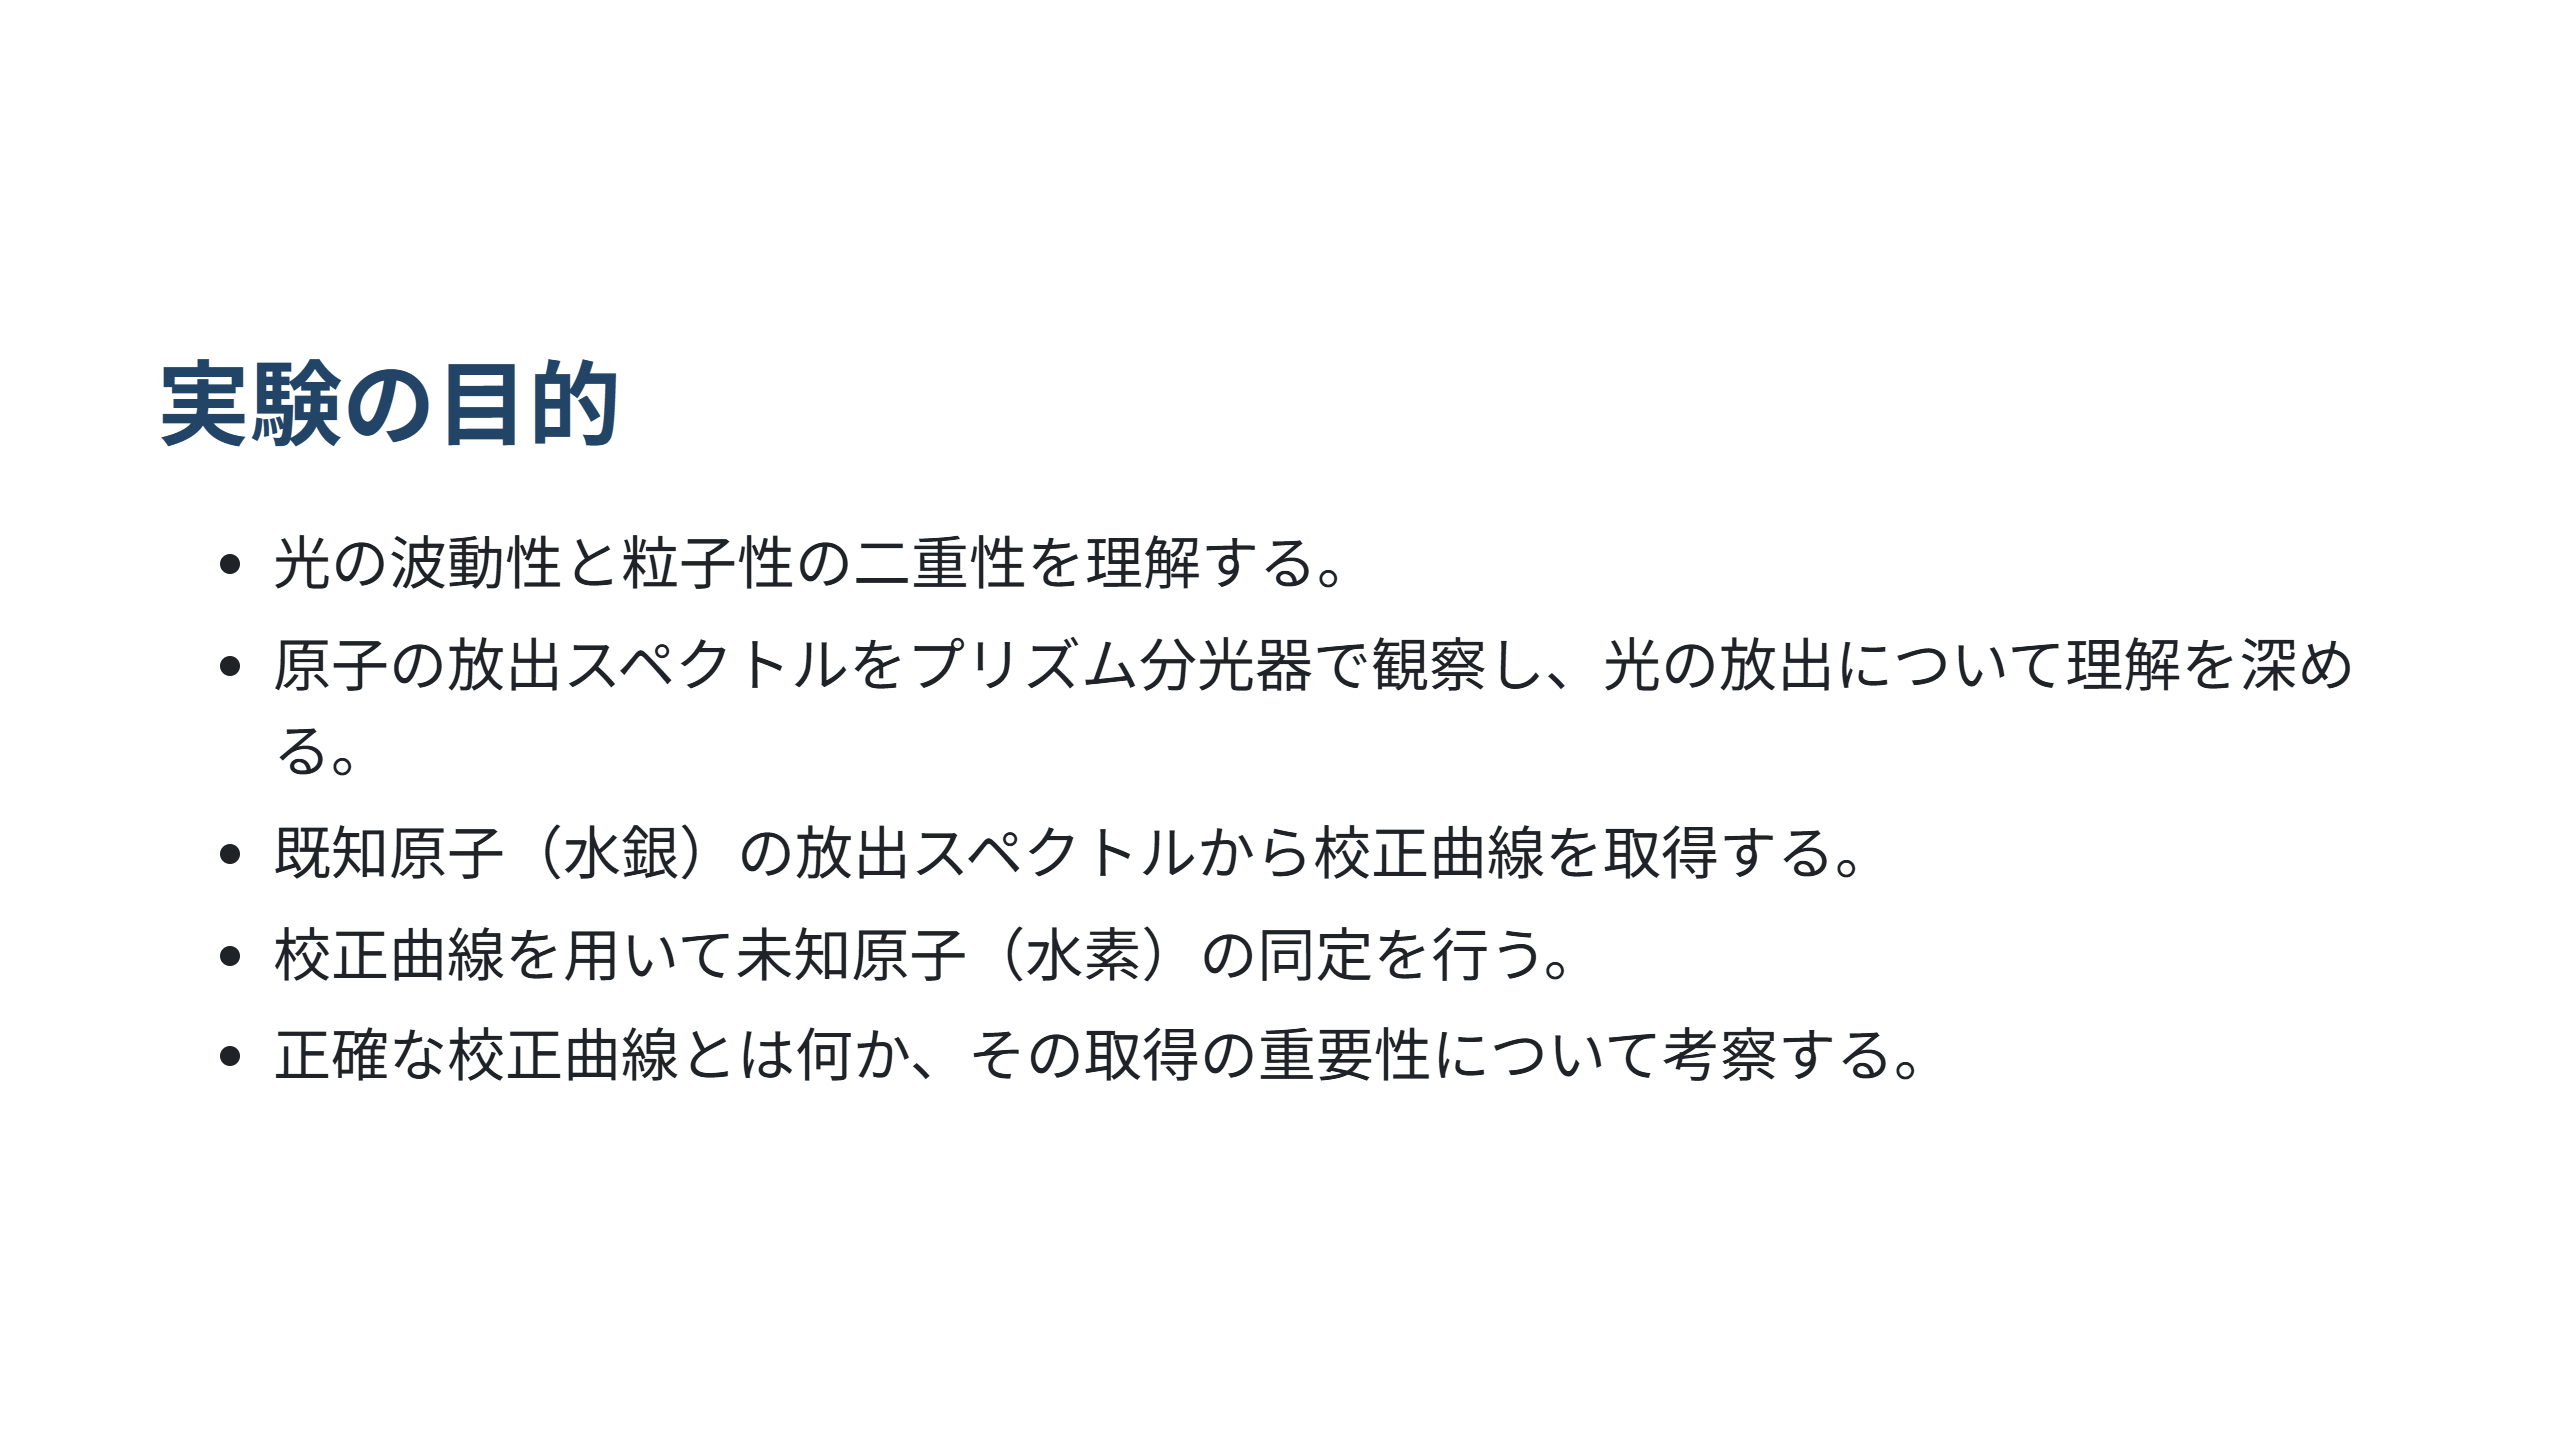 実験の目的
• 光の波動性と粒子性の二重性を理解する。
• 原子の放出スペクトルをプリズム分光器で観察し、光の放出について理解を深め
る。
• 既知原子（水銀）の放出スペクトルから校正曲線を取得する。
• 校正曲線を用いて未知原子（水素）の同定を行う。
• 正確な校正曲線とは何か、その取得の重要性について考察する。